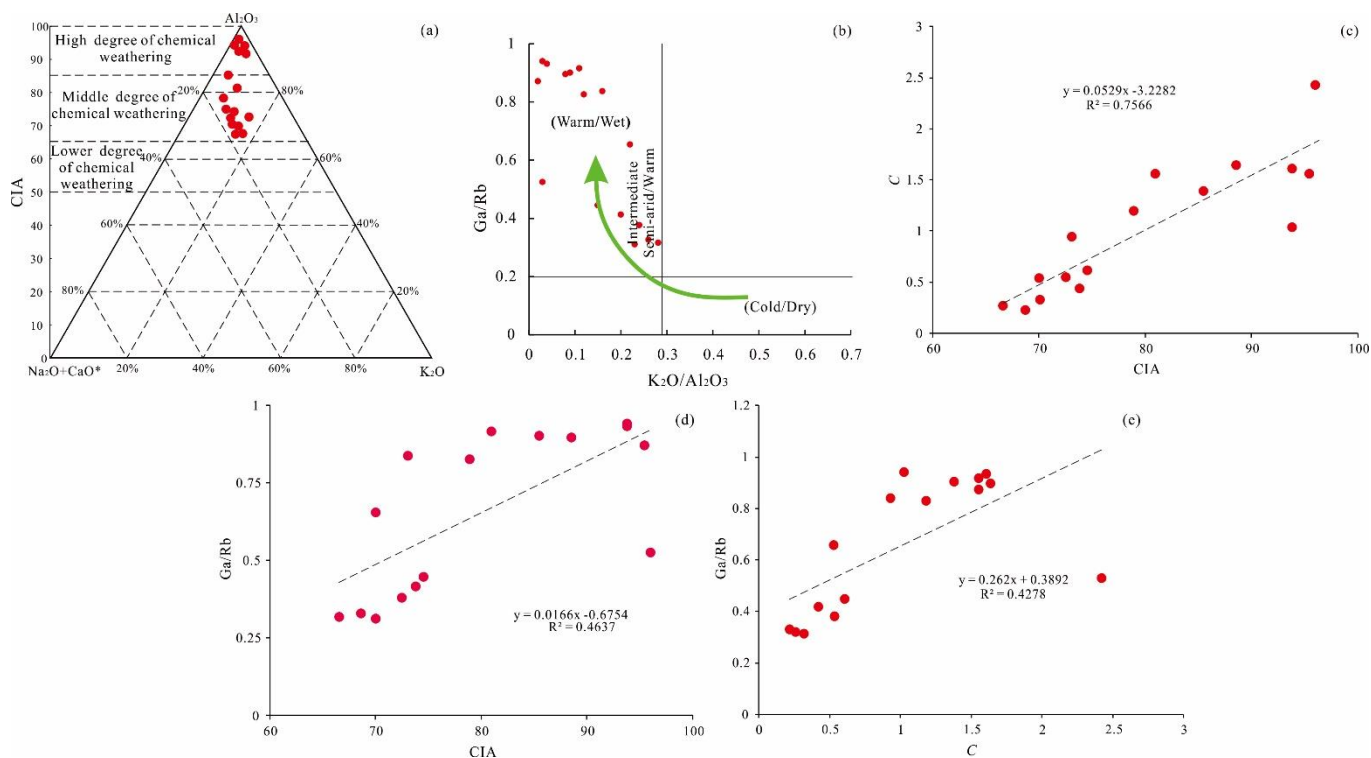 Al₂O₃
(a)
100
90
80
70
60
50
40
30
20
10
0
CIA
High degree of chemical
weathering
Middle degree of
chemical weathering
Lower degree
of chemical
weathering
20%
80%
40%
60%
60%
40%
80%
20%
Na₂O+CaO*
20%
40%
60%
80%
K₂O
(b)
1
0.8
0.6
0.4
0.2
0
Ga/Rb
(Warm/Wet)
Intermediate
Semi-arid/Warm
(Cold/Dry)
0
0.1
0.2
0.3
0.4
0.5
0.6
0.7
K₂O/Al₂O₃
(c)
3
2.5
2
1.5
1
0.5
0
C
y = 0.0529x -3.2282
R² = 0.7566
60
70
80
90
100
CIA
(d)
1
0.75
0.5
0.25
0
Ga/Rb
y = 0.0166x -0.6754
R² = 0.4637
60
70
80
90
100
CIA
(e)
1.2
1
0.8
0.6
0.4
0.2
0
Ga/Rb
y = 0.262x + 0.3892
R² = 0.4278
0
0.5
1
1.5
2
2.5
3
C